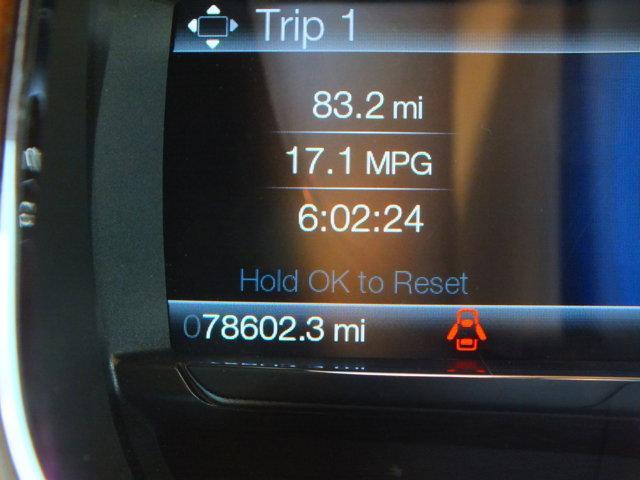 Trip 1
83.2 mi
17.1 MPG
6:02:24
Hold OK to Reset
078602.3 mi